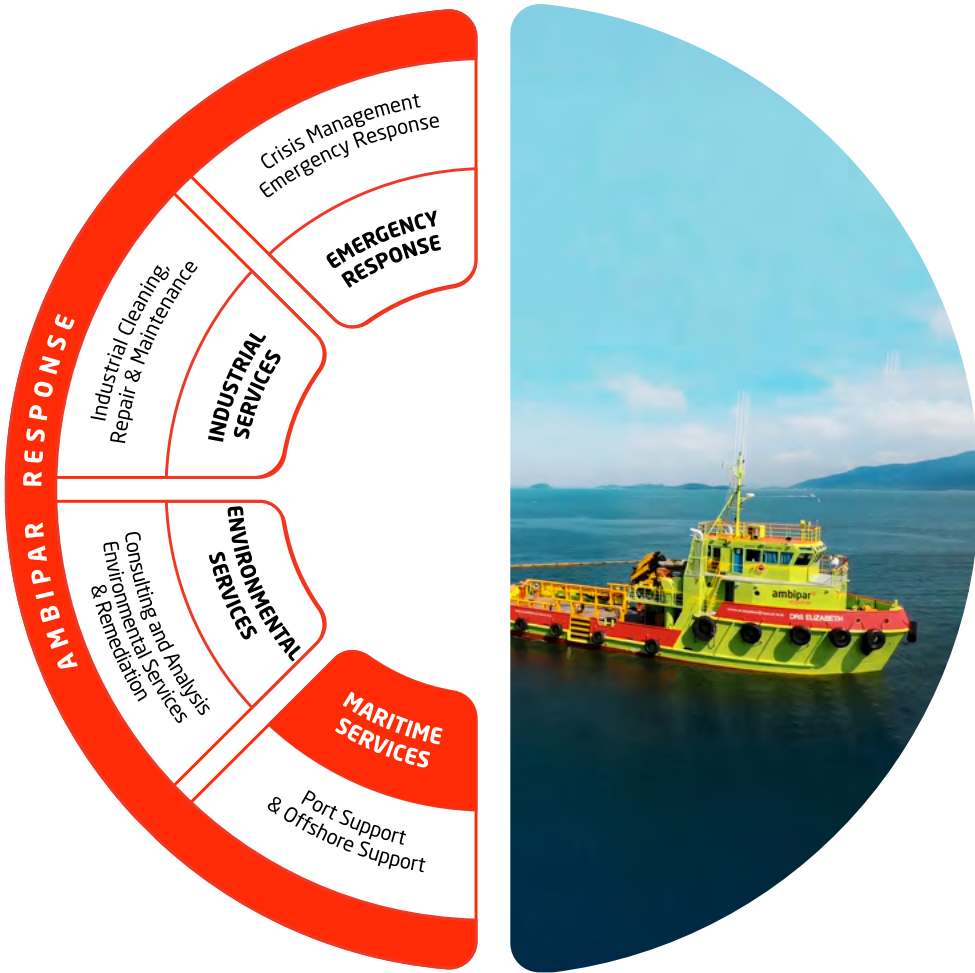 AMBIPAR RESPONSE
Crisis Management
Emergency Response
EMERGENCY
RESPONSE
Industrial Cleaning,
Repair & Maintenance
INDUSTRIAL
SERVICES
ENVIRONMENTAL
SERVICES
Consulting and Analysis
Environmental Services
& Remediation
MARITIME
SERVICES
Port Support
& Offshore Support
ambipar
DRS ELIZABETH